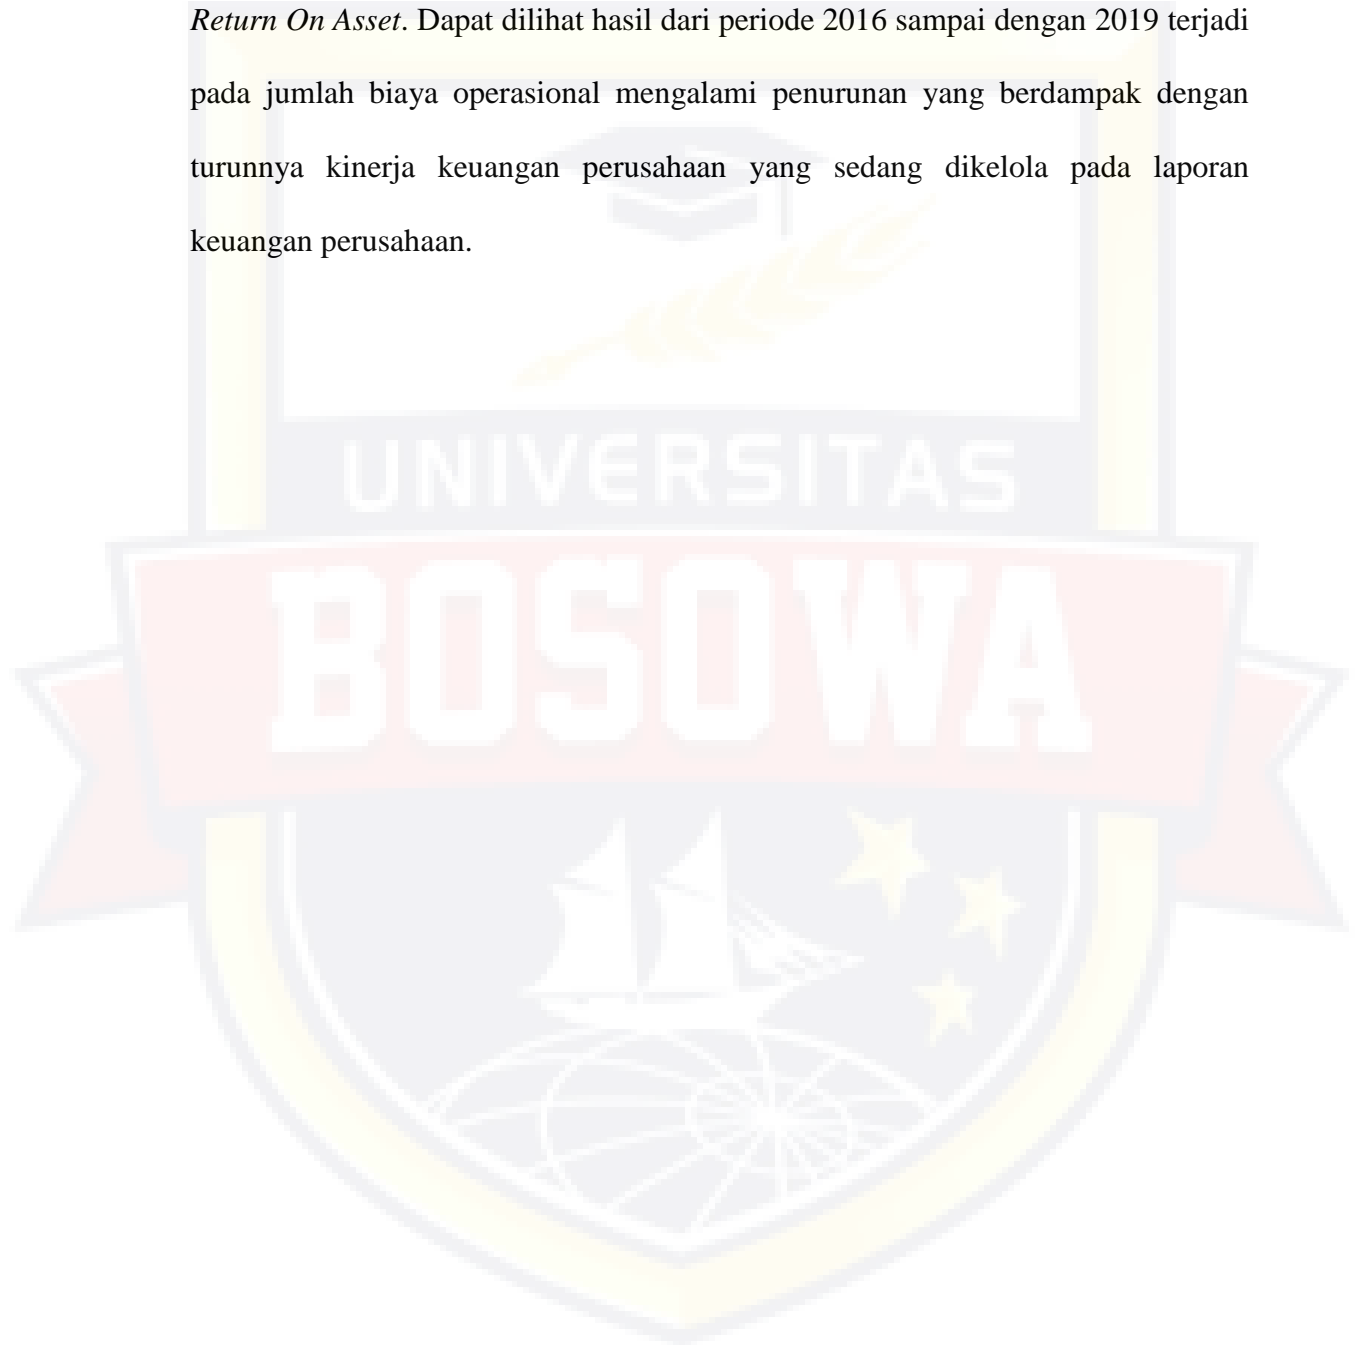 Return On Asset. Dapat dilihat hasil dari periode 2016 sampai dengan 2019 terjadi
pada jumlah biaya operasional mengalami penurunan yang berdampak dengan
turunnya kinerja keuangan perusahaan yang sedang dikelola pada laporan
keuangan perusahaan.
UNIVERSITAS
BOSOWA